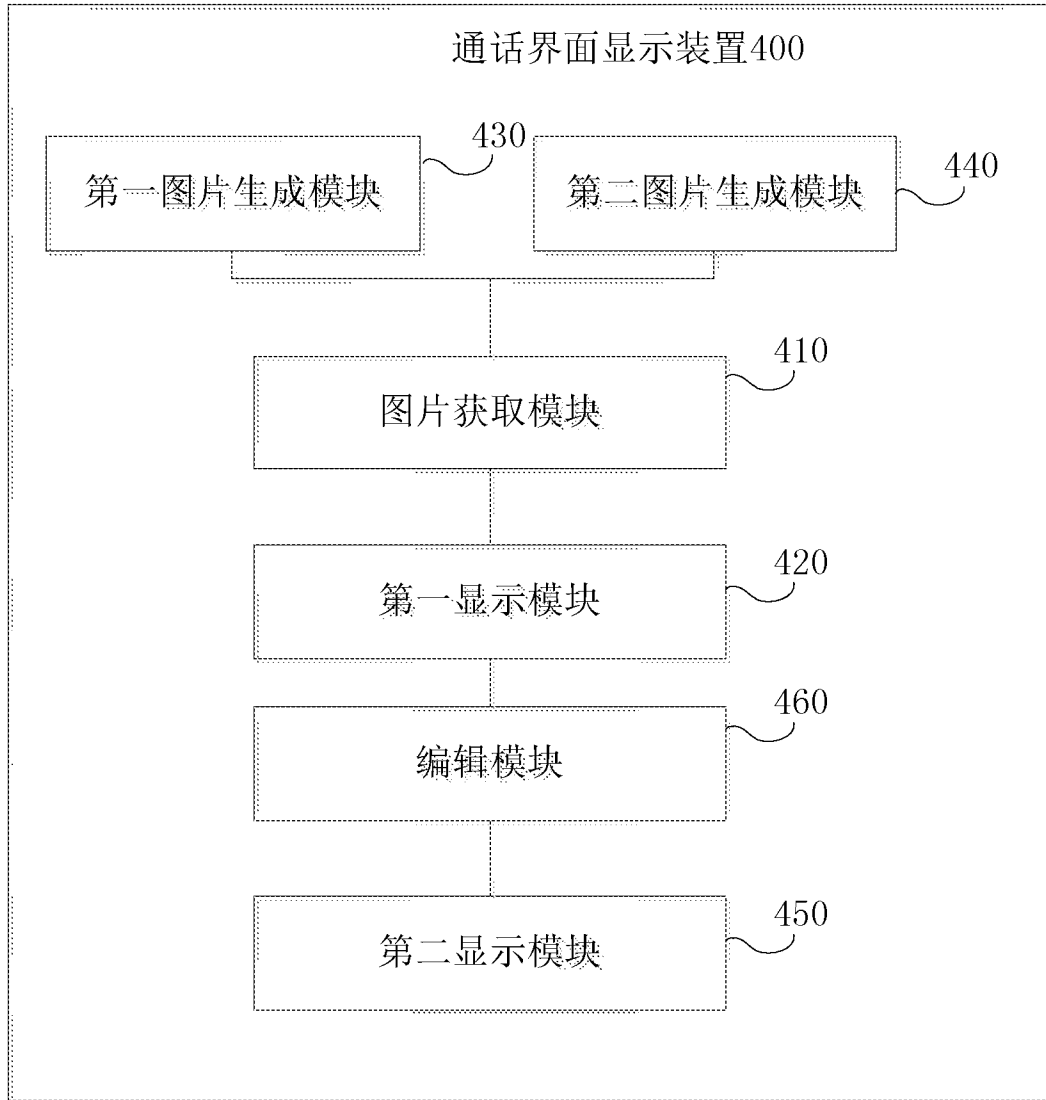 通话界面显示装置400
430
第一图片生成模块
440
第二图片生成模块
410
图片获取模块
420
第一显示模块
460
编辑模块
450
第二显示模块